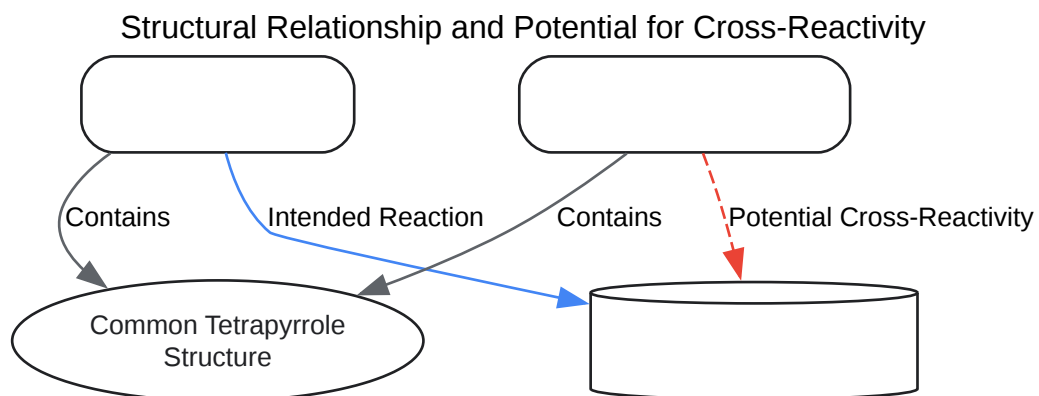 Structural Relationship and Potential for Cross-Reactivity
Contains
Intended Reaction
Contains
Potential Cross-Reactivity
Common Tetrapyrrole
Structure